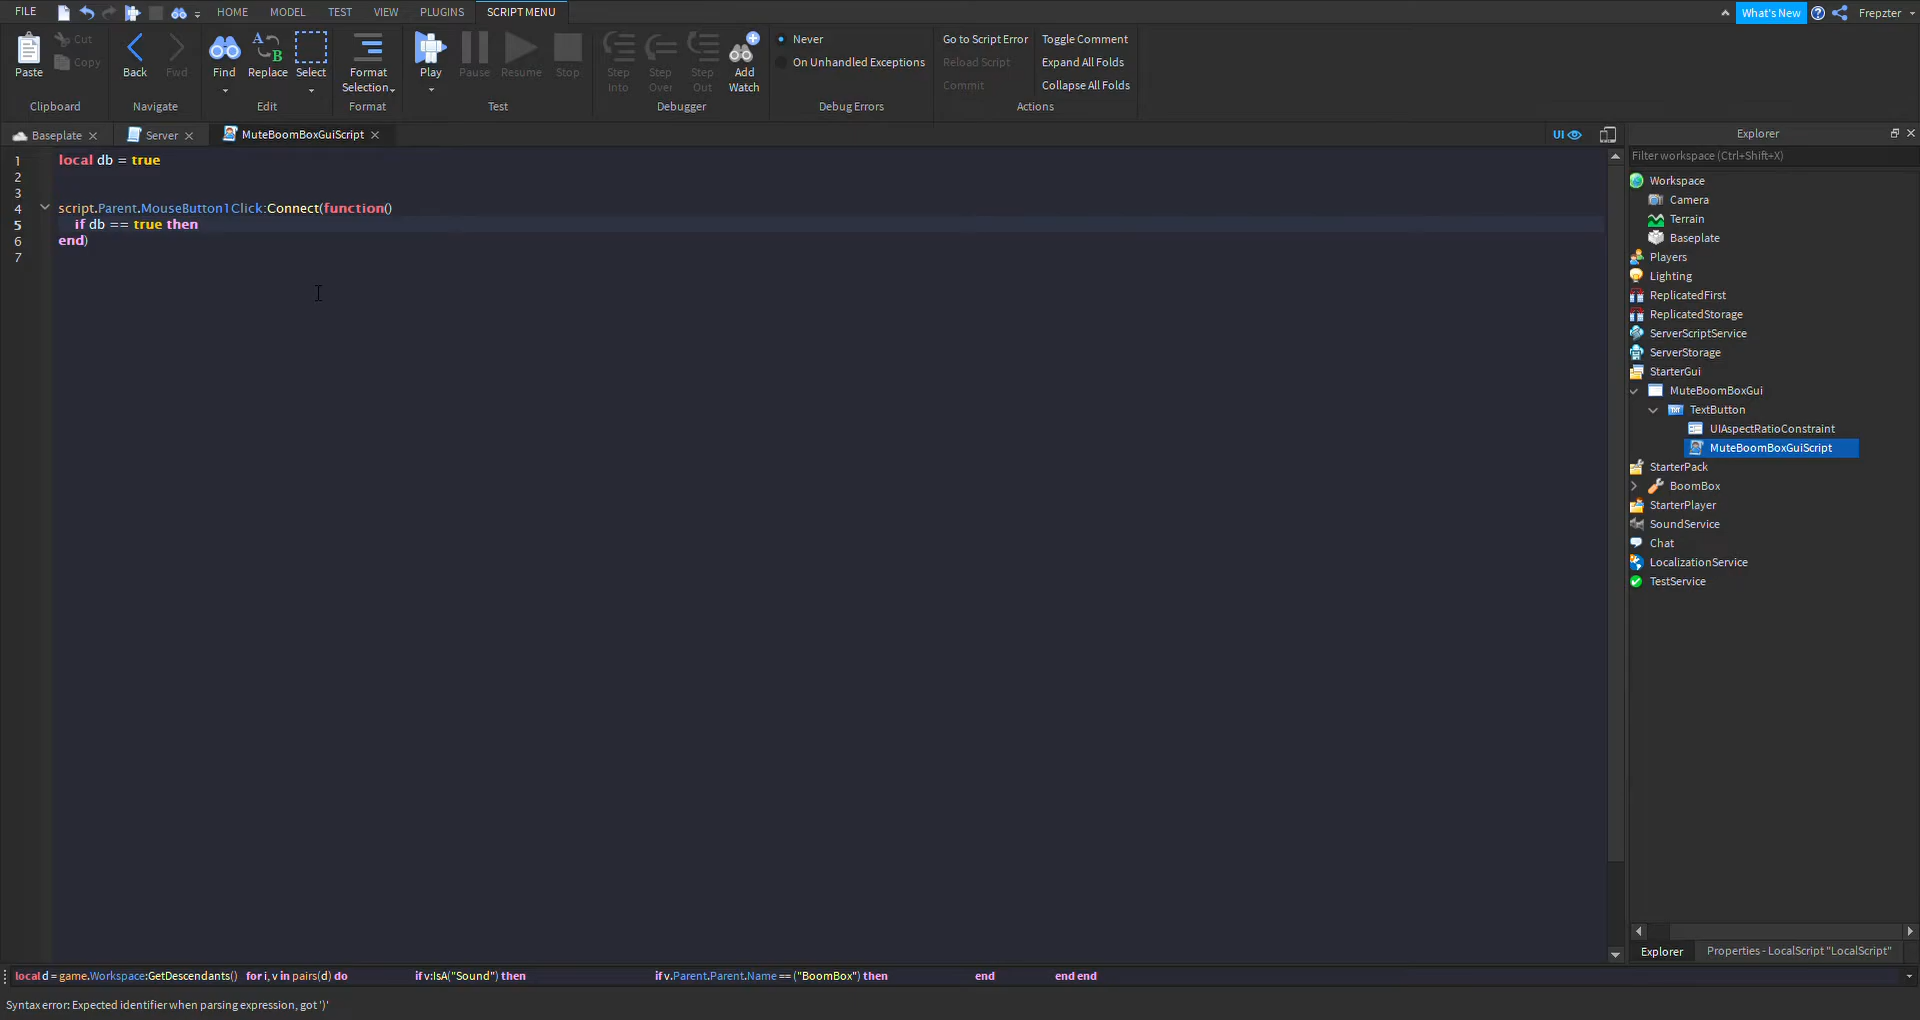 FILE HOME MODEL TEST VIEW PLUGINS SCRIPT MENU What's New Frepzter
Paste Cut Copy Back Fwd Find Replace Select Format Selection Play Pause Resume Stop Step Into Step Over Step Out Add Watch
Never
On Unhandled Exceptions
Go to Script Error Toggle Comment
Reload Script Expand All Folds
Commit Collapse All Folds
Clipboard Navigate Edit Format Test Debugger Debug Errors Actions
Baseplate Server MuteBoomBoxGuiScript UI
1 local db = true
2
3
4 script.Parent.MouseButton1Click:Connect(function()
5 if db == true then
6 end)
7
Explorer
Filter workspace (Ctrl+Shift+X)
Workspace
Camera
Terrain
Baseplate
Players
Lighting
ReplicatedFirst
ReplicatedStorage
ServerScriptService
ServerStorage
StarterGui
MuteBoomBoxGui
TextButton
UIAspectRatioConstraint
MuteBoomBoxGuiScript
StarterPack
BoomBox
StarterPlayer
SoundService
Chat
LocalizationService
TestService
Explorer Properties - LocalScript "LocalScript"
local d = game.Workspace:GetDescendants() for i, v in pairs(d) do if v:IsA("Sound") then if v.Parent.Parent.Name == ("BoomBox") then end end end
Syntax error: Expected identifier when parsing expression, got ')'